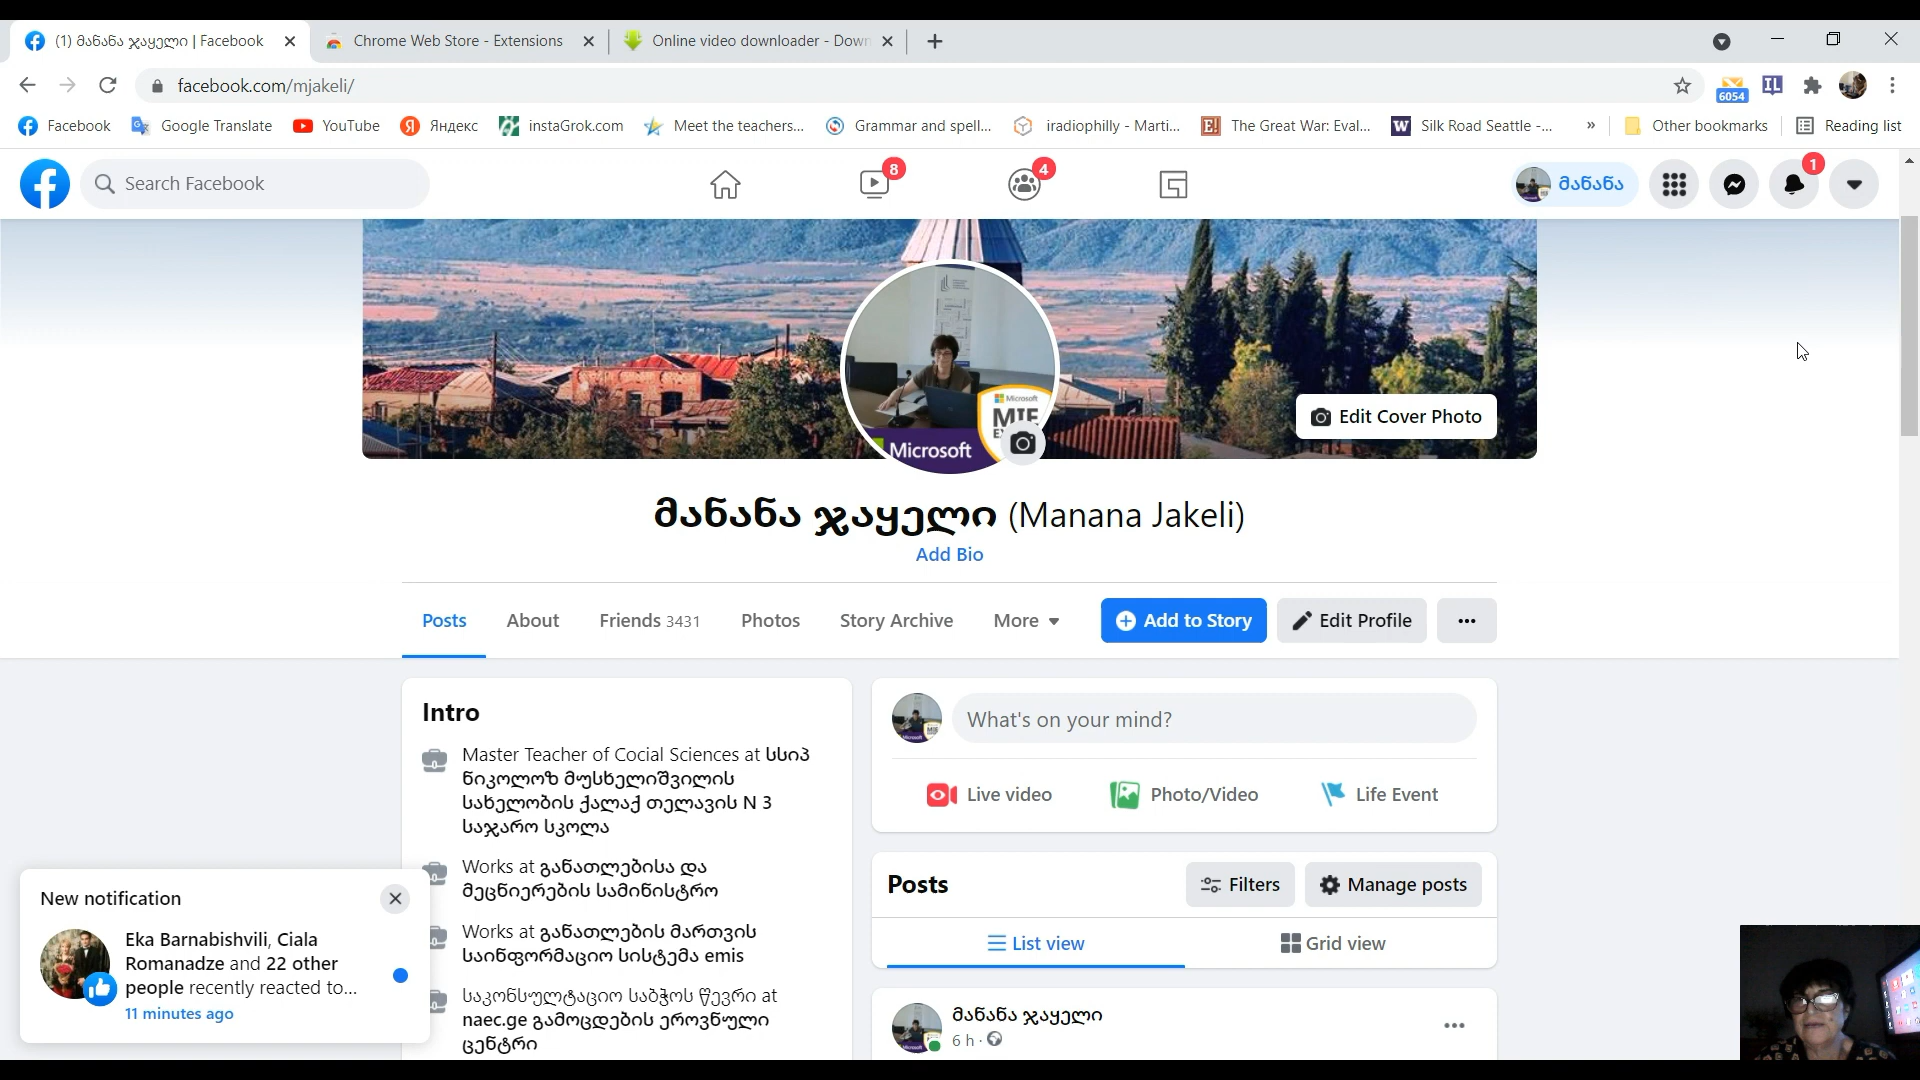 (1) მანანა ჯაყელი | Facebook
Chrome Web Store - Extensions
Online video downloader - Down
facebook.com/mjakeli/
6054
IL
Facebook
Google Translate
YouTube
Яндекс
instaGrok.com
Meet the teachers...
Grammar and spell...
iradiophilly - Marti...
The Great War: Eval...
Silk Road Seattle -...
»
Other bookmarks
Reading list
Search Facebook
8
4
მანანა
1
Microsoft
MIE
Microsoft
Edit Cover Photo
მანანა ჯაყელი (Manana Jakeli)
Add Bio
Posts
About
Friends 3431
Photos
Story Archive
More
Add to Story
Edit Profile
Intro
Master Teacher of Cocial Sciences at სსიპ
ნიკოლოზ მუსხელიშვილის
სახელობის ქალაქ თელავის N 3
საჯარო სკოლა
Works at განათლებისა და
მეცნიერების სამინისტრო
Works at განათლების მართვის
საინფორმაციო სისტემა emis
საკონსულტაციო საბჭოს წევრი at
naec.ge გამოცდების ეროვნული
ცენტრი
What's on your mind?
Live video
Photo/Video
Life Event
Posts
Filters
Manage posts
List view
Grid view
მანანა ჯაყელი
6 h ·
New notification
Eka Barnabishvili, Ciala
Romanadze and 22 other
people recently reacted to...
11 minutes ago